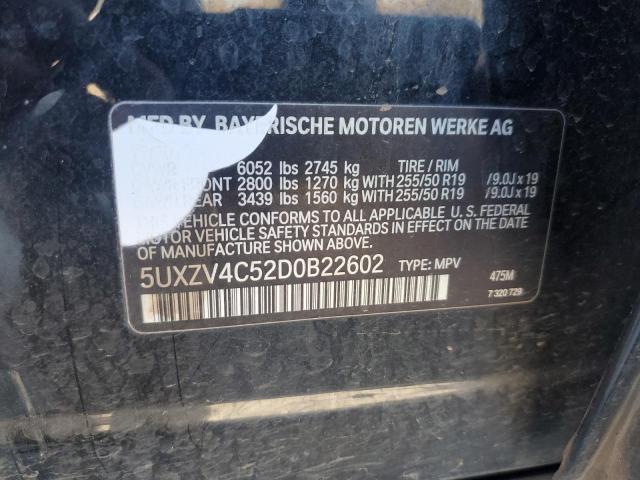 MFD BY BAYERISCHE MOTOREN WERKE AG
6052 lbs 2745 kg TIRE / RIM
FRONT 2800 lbs 1270 kg WITH 255/50 R19 /9.0J x 19
REAR 3439 lbs 1560 kg WITH 255/50 R19 /9.0J x 19
VEHICLE CONFORMS TO ALL APPLICABLE U. S. FEDERAL
MOTOR VEHICLE SAFETY STANDARDS IN EFFECT ON THE DATE
OF MANUFACTURE SHOWN ABOVE.
5UXZV4C52D0B22602 TYPE: MPV 475M
7 320 729